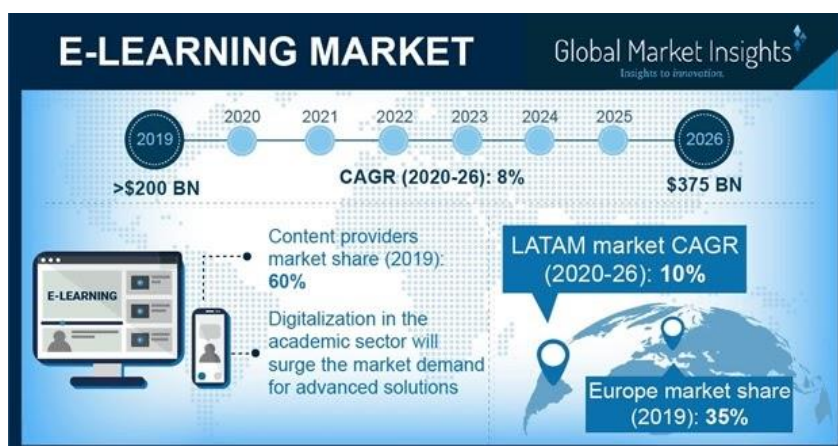 E-LEARNING MARKET
Global Market Insights
Insights to innovation.
2019
2020
2021
2022
2023
2024
2025
2026
>$200 BN
CAGR (2020-26): 8%
$375 BN
E-LEARNING
Content providers
market share (2019):
60%
Digitalization in the
academic sector will
surge the market demand
for advanced solutions
LATAM market CAGR
(2020-26): 10%
Europe market share
(2019): 35%